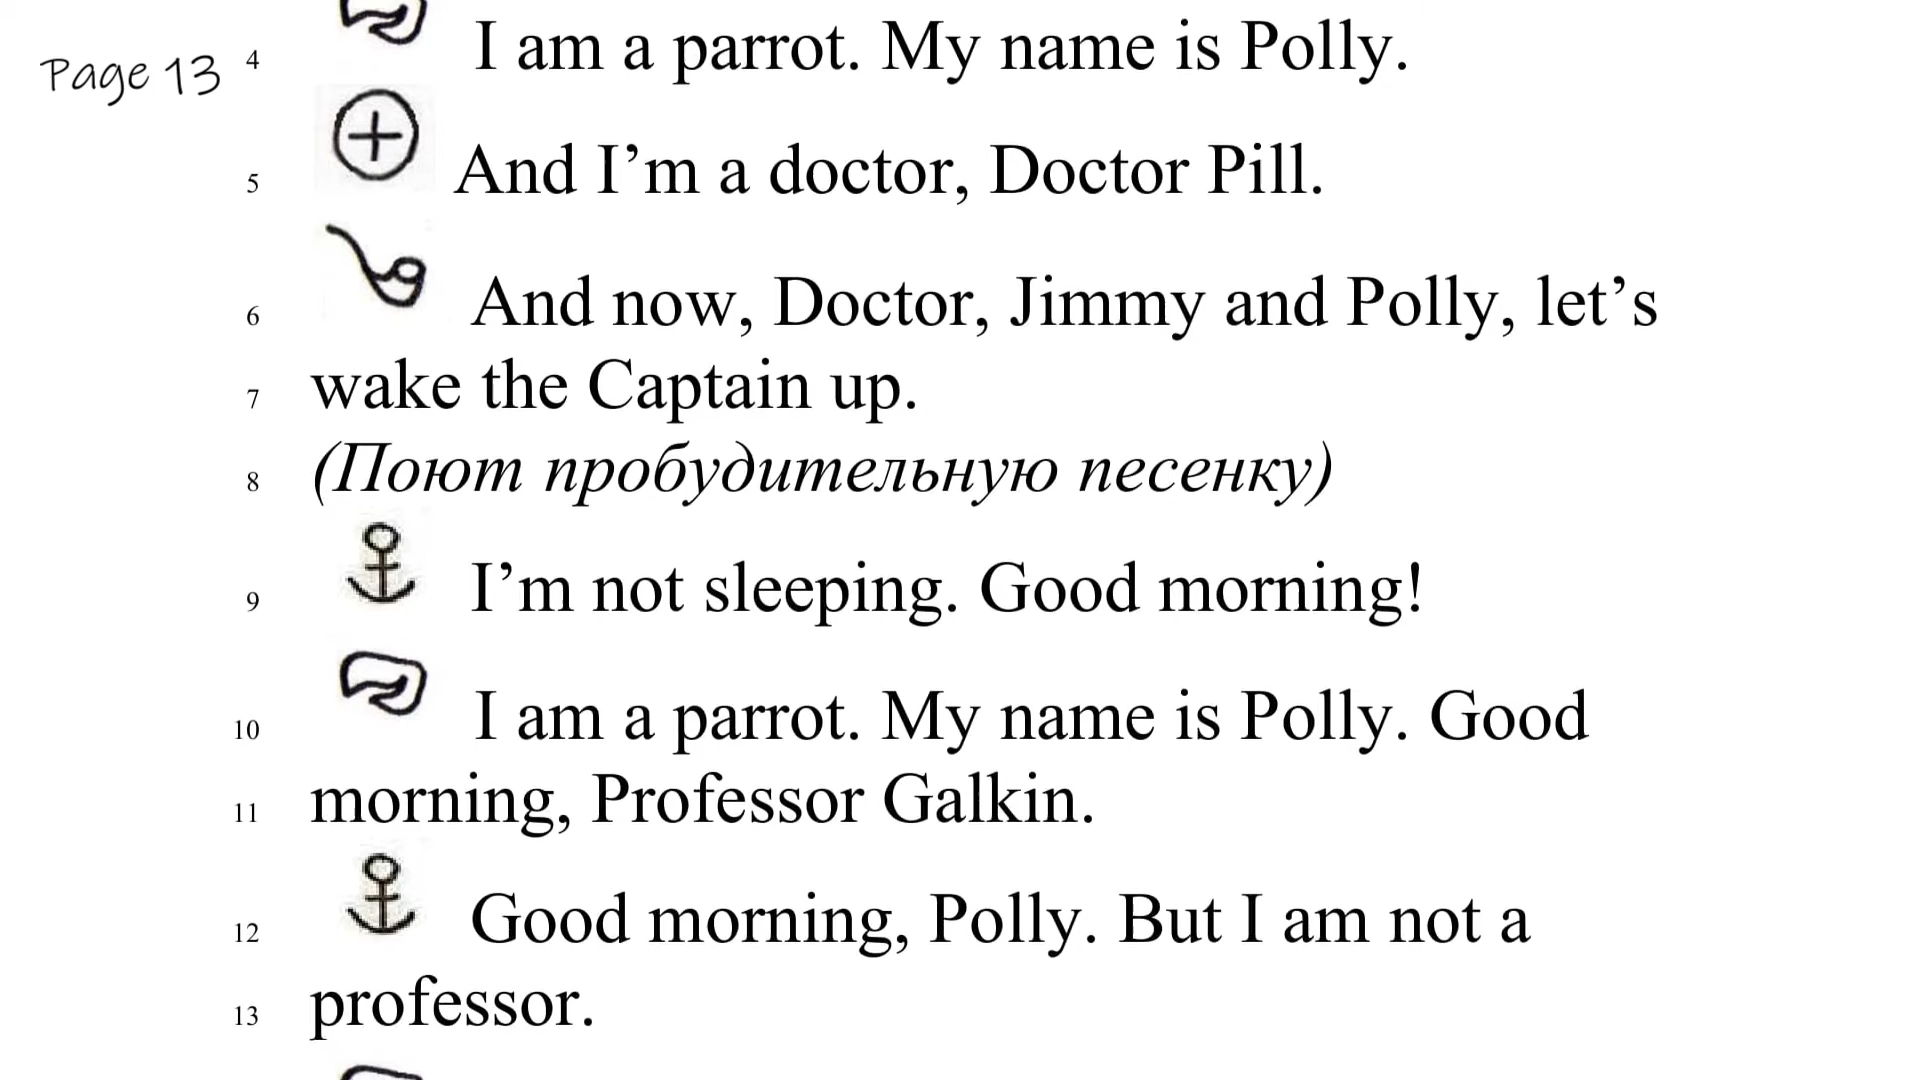 Page 13
4 I am a parrot. My name is Polly.
5 And I’m a doctor, Doctor Pill.
6 And now, Doctor, Jimmy and Polly, let’s
7 wake the Captain up.
8 (Поют пробудительную песенку)
9 I’m not sleeping. Good morning!
10 I am a parrot. My name is Polly. Good
11 morning, Professor Galkin.
12 Good morning, Polly. But I am not a
13 professor.